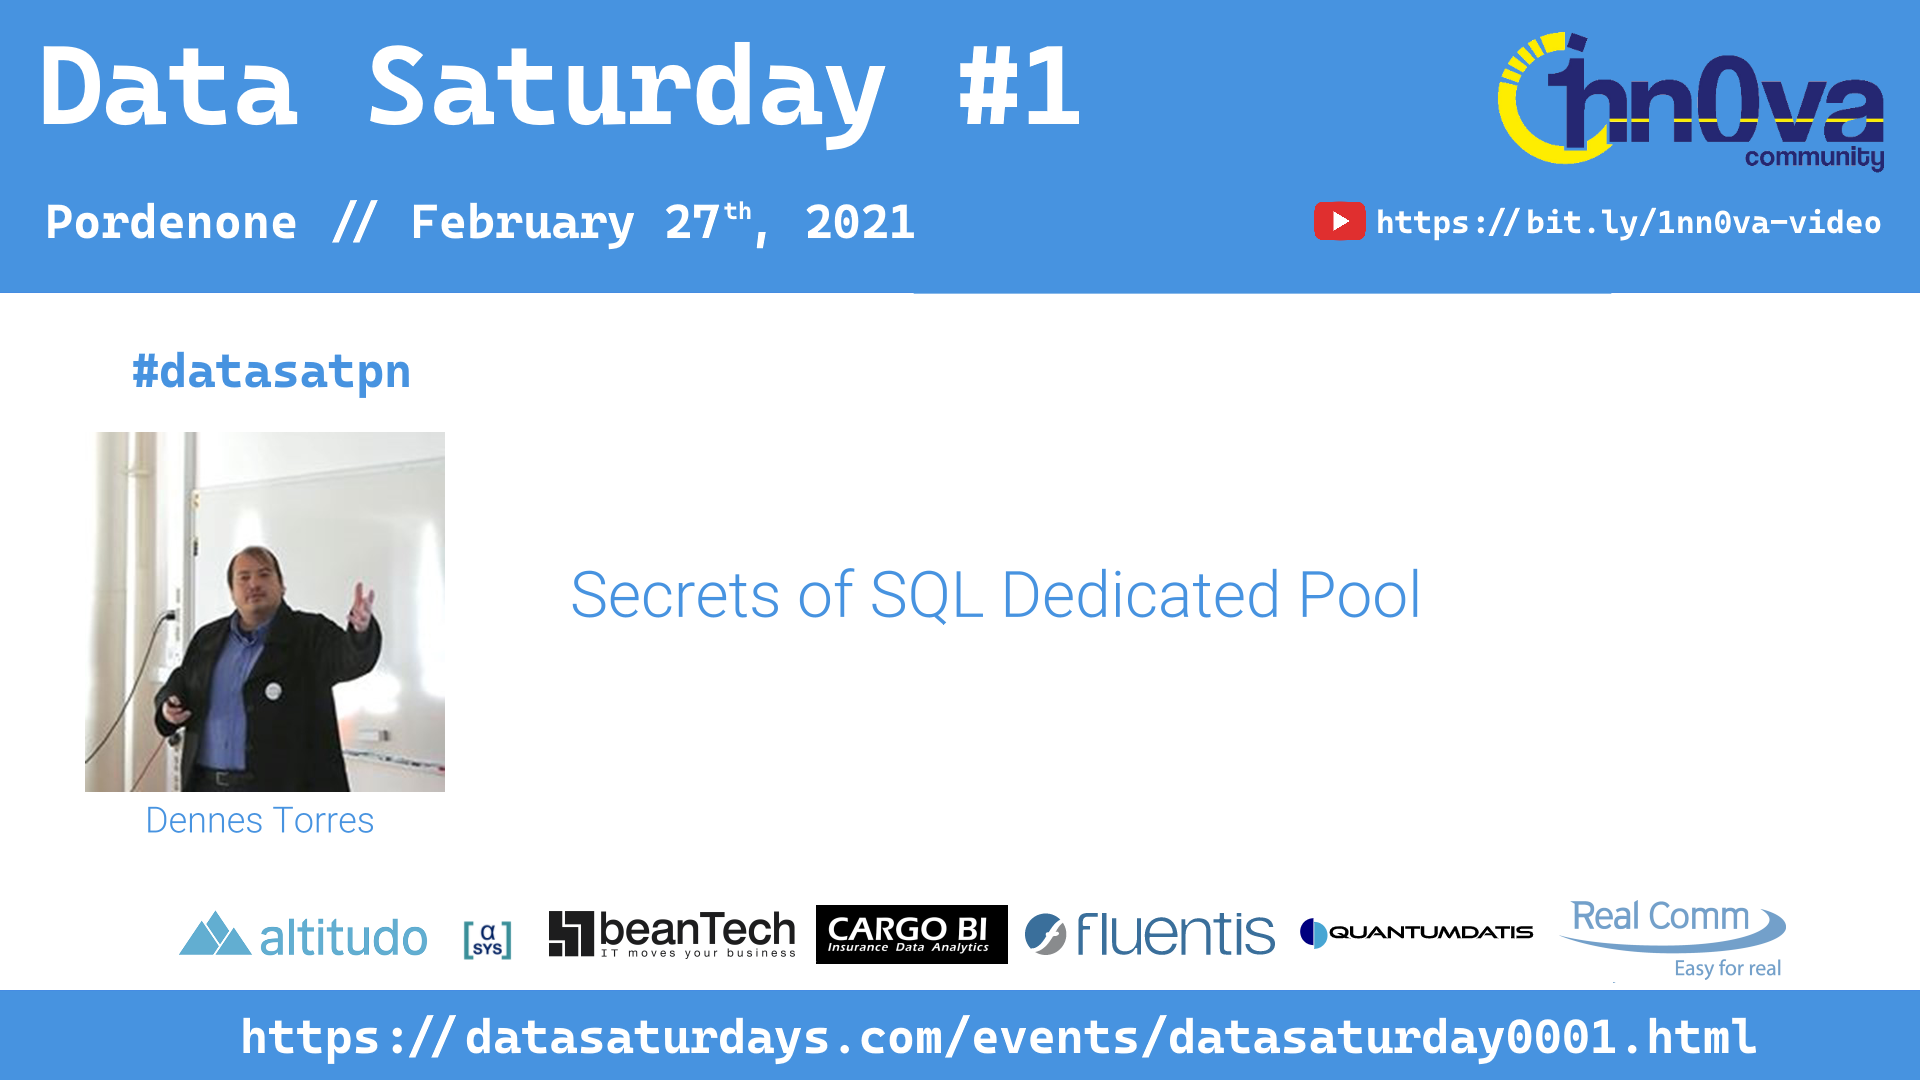 Data Saturday #1
1nn0va
community
Pordenone // February 27th, 2021
https://bit.ly/1nn0va-video
#datasatpn
Secrets of SQL Dedicated Pool
Dennes Torres
altitudo
[α SYS]
beanTech
IT moves your business
CARGO BI
Insurance Data Analytics
fluentis
QUANTUMDATIS
Real Comm
Easy for real
https://datasaturdays.com/events/datasaturday0001.html